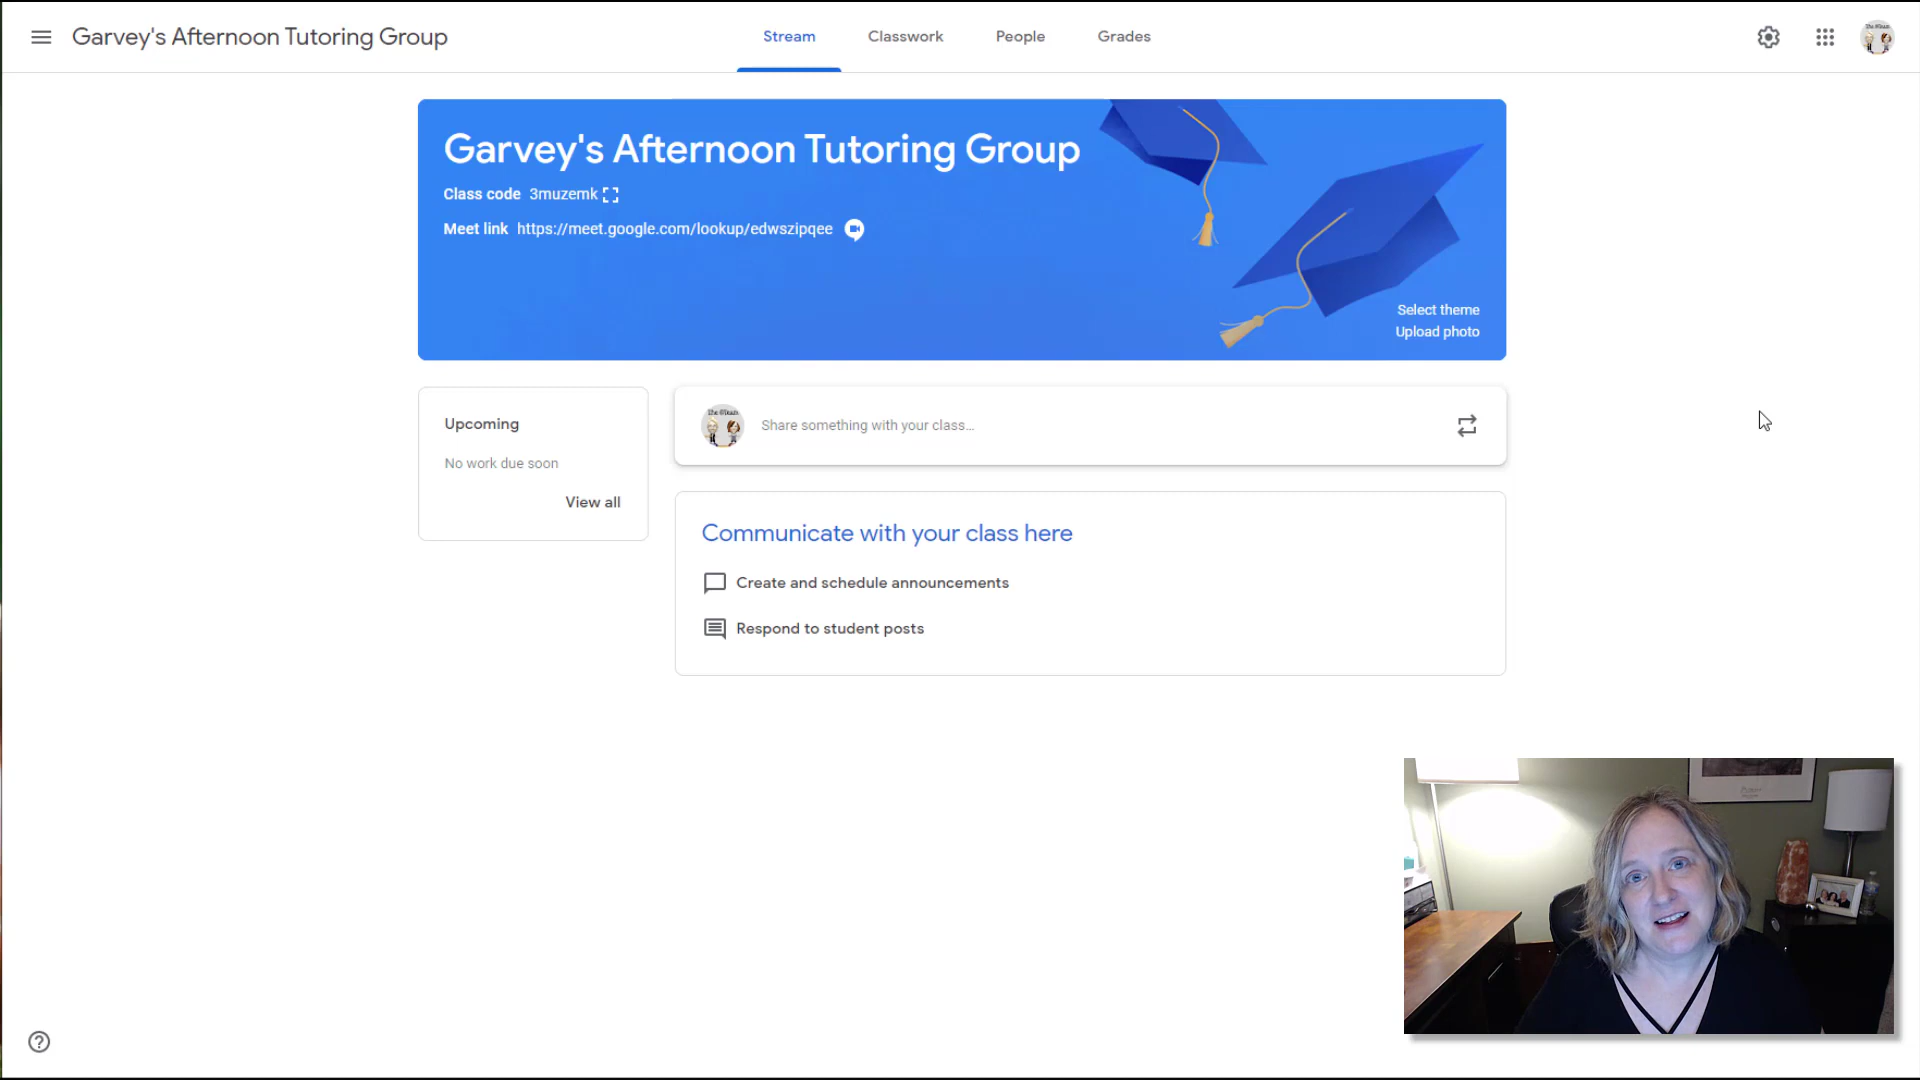 Garvey's Afternoon Tutoring Group
Stream
Classwork
People
Grades
Garvey's Afternoon Tutoring Group
Class code 3muzemk
Meet link https://meet.google.com/lookup/edwszipqee
Select theme
Upload photo
Upcoming
No work due soon
View all
Share something with your class...
Communicate with your class here
Create and schedule announcements
Respond to student posts